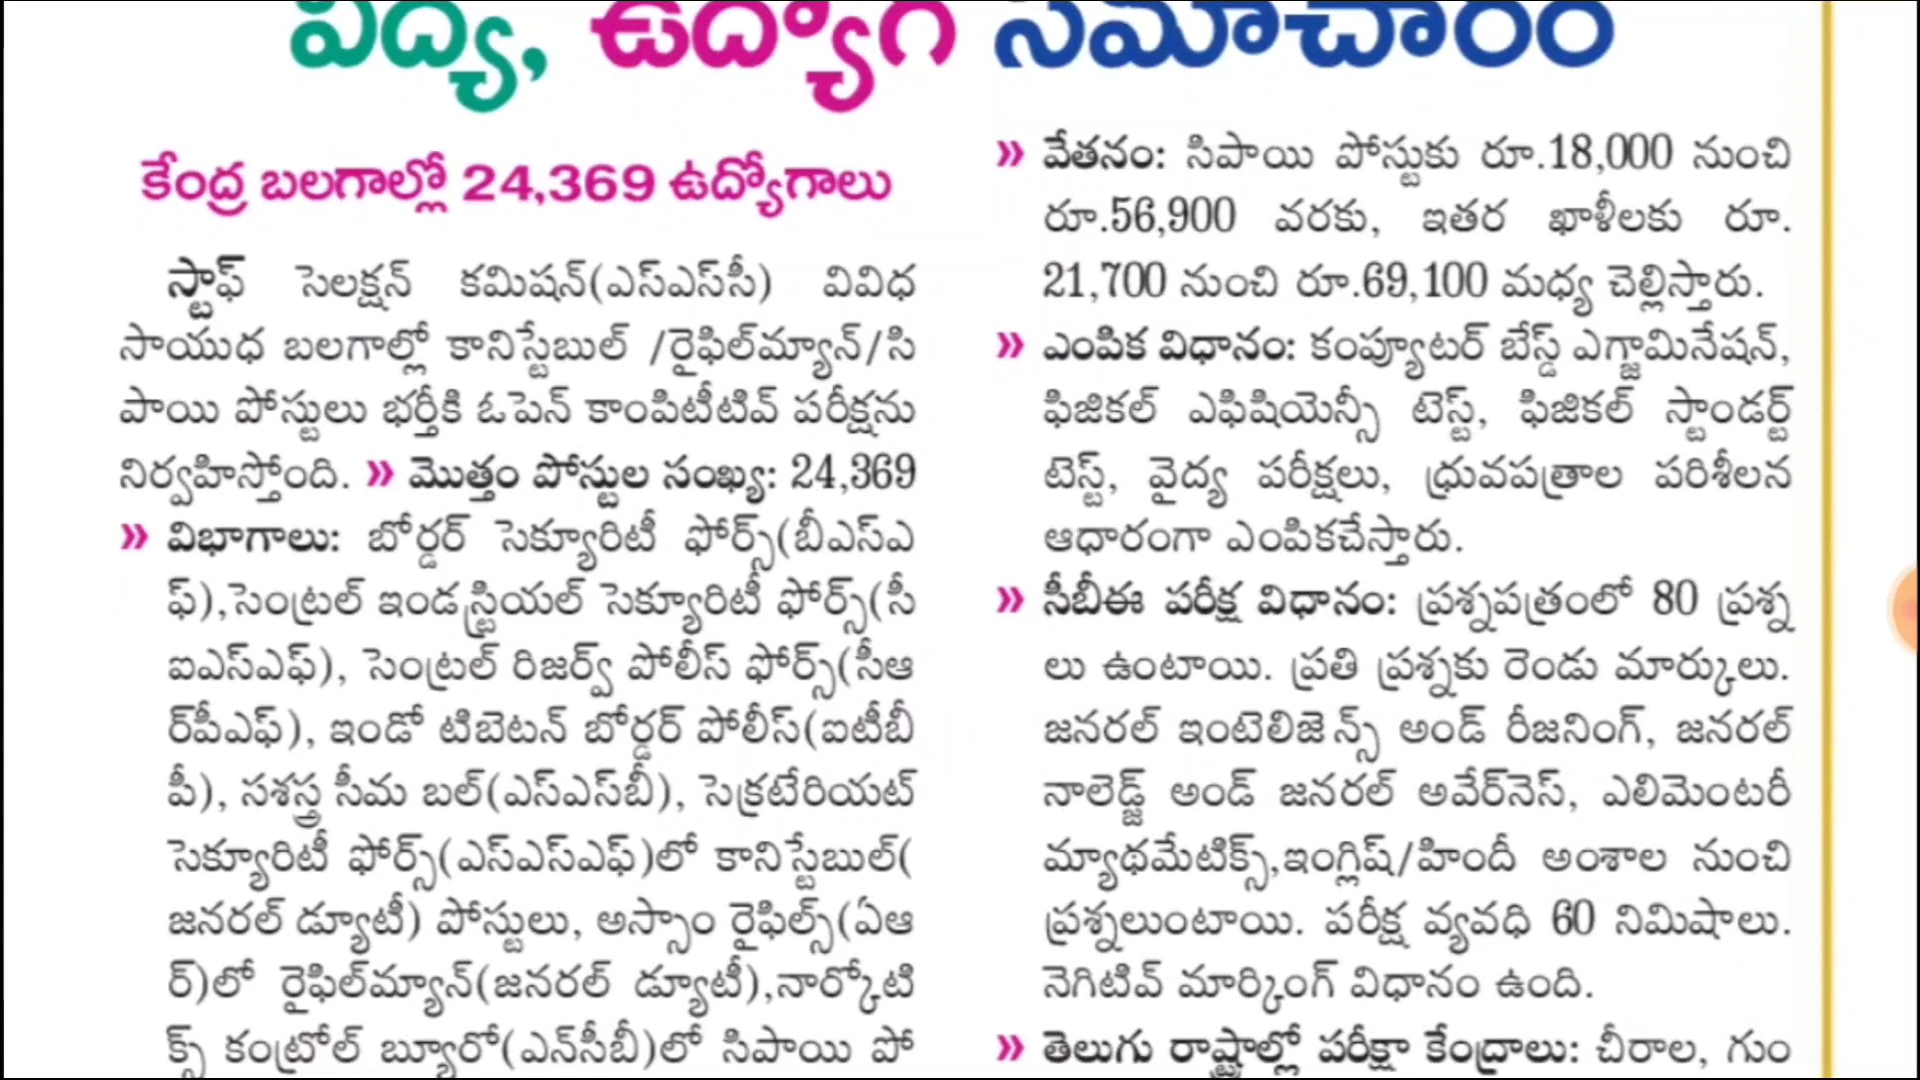 విద్య, ఉద్యోగ సమాచారం
కేంద్ర బలగాల్లో 24,369 ఉద్యోగాలు
స్టాఫ్ సెలక్షన్ కమిషన్(ఎస్ఎస్‌సీ) వివిధ
సాయుధ బలగాల్లో కానిస్టేబుల్ /రైఫిల్‌మ్యాన్/సి
పాయి పోస్టులు భర్తీకి ఓపెన్ కాంపిటీటివ్ పరీక్షను
నిర్వహిస్తోంది. » మొత్తం పోస్టుల సంఖ్య: 24,369
» విభాగాలు: బోర్డర్ సెక్యూరిటీ ఫోర్స్(బీఎస్ఎ
ఫ్),సెంట్రల్ ఇండస్ట్రియల్ సెక్యూరిటీ ఫోర్స్(సీ
ఐఎస్ఎఫ్), సెంట్రల్ రిజర్వ్ పోలీస్ ఫోర్స్(సీఆ
ర్‌పీఎఫ్), ఇండో టిబెటన్ బోర్డర్ పోలీస్(ఐటీబీ
పీ), సశస్త్ర సీమ బల్(ఎస్ఎస్‌బీ), సెక్రటేరియట్
సెక్యూరిటీ ఫోర్స్(ఎస్ఎస్ఎఫ్)లో కానిస్టేబుల్(
జనరల్ డ్యూటీ) పోస్టులు, అస్సాం రైఫిల్స్(ఏఆ
ర్)లో రైఫిల్‌మ్యాన్(జనరల్ డ్యూటీ),నార్కోటి
క్స్ కంట్రోల్ బ్యూరో(ఎన్‌సీబీ)లో సిపాయి పో
» వేతనం: సిపాయి పోస్టుకు రూ.18,000 నుంచి
రూ.56,900 వరకు, ఇతర ఖాళీలకు రూ.
21,700 నుంచి రూ.69,100 మధ్య చెల్లిస్తారు.
» ఎంపిక విధానం: కంప్యూటర్ బేస్డ్ ఎగ్జామినేషన్,
ఫిజికల్ ఎఫిషియెన్సీ టెస్ట్, ఫిజికల్ స్టాండర్డ్
టెస్ట్, వైద్య పరీక్షలు, ధ్రువపత్రాల పరిశీలన
ఆధారంగా ఎంపికచేస్తారు.
» సీబీఈ పరీక్ష విధానం: ప్రశ్నపత్రంలో 80 ప్రశ్న
లు ఉంటాయి. ప్రతి ప్రశ్నకు రెండు మార్కులు.
జనరల్ ఇంటెలిజెన్స్ అండ్ రీజనింగ్, జనరల్
నాలెడ్జ్ అండ్ జనరల్ అవేర్‌నెస్, ఎలిమెంటరీ
మ్యాథమేటిక్స్,ఇంగ్లిష్/హిందీ అంశాల నుంచి
ప్రశ్నలుంటాయి. పరీక్ష వ్యవధి 60 నిమిషాలు.
నెగిటివ్ మార్కింగ్ విధానం ఉంది.
» తెలుగు రాష్ట్రాల్లో పరీక్షా కేంద్రాలు: చీరాల, గుం